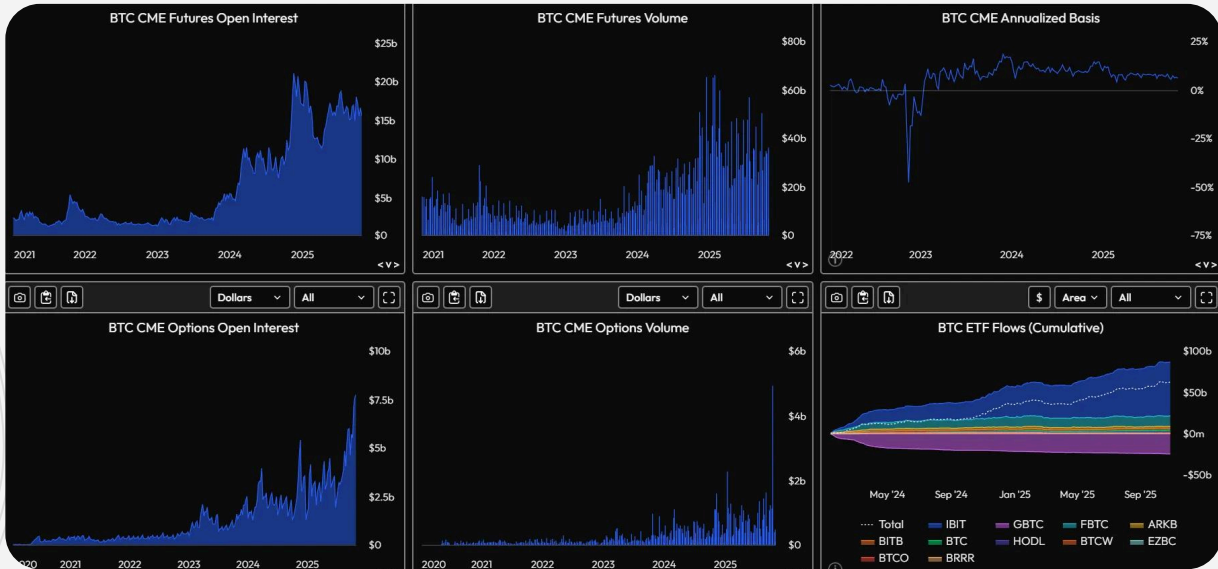 BTC CME Futures Open Interest
$25b
$20b
$15b
$10b
$5b
$0
2021 2022 2023 2024 2025
<v>
BTC CME Futures Volume
$80b
$60b
$40b
$20b
$0
2021 2022 2023 2024 2025
<v>
BTC CME Annualized Basis
25%
0%
-25%
-50%
-75%
2022 2023 2024 2025
<v>
Dollars All
Dollars All
$ Area All
BTC CME Options Open Interest
$10b
$7.5b
$5b
$2.5b
$0
2020 2021 2022 2023 2024 2025
BTC CME Options Volume
$6b
$4b
$2b
$0
2020 2021 2022 2023 2024 2025
BTC ETF Flows (Cumulative)
$100b
$50b
$0m
-$50b
May '24 Sep '24 Jan '25 May '25 Sep '25
Total IBIT GBTC FBTC ARKB
BITB BTC HODL BTCW EZBC
BTCO BRRR